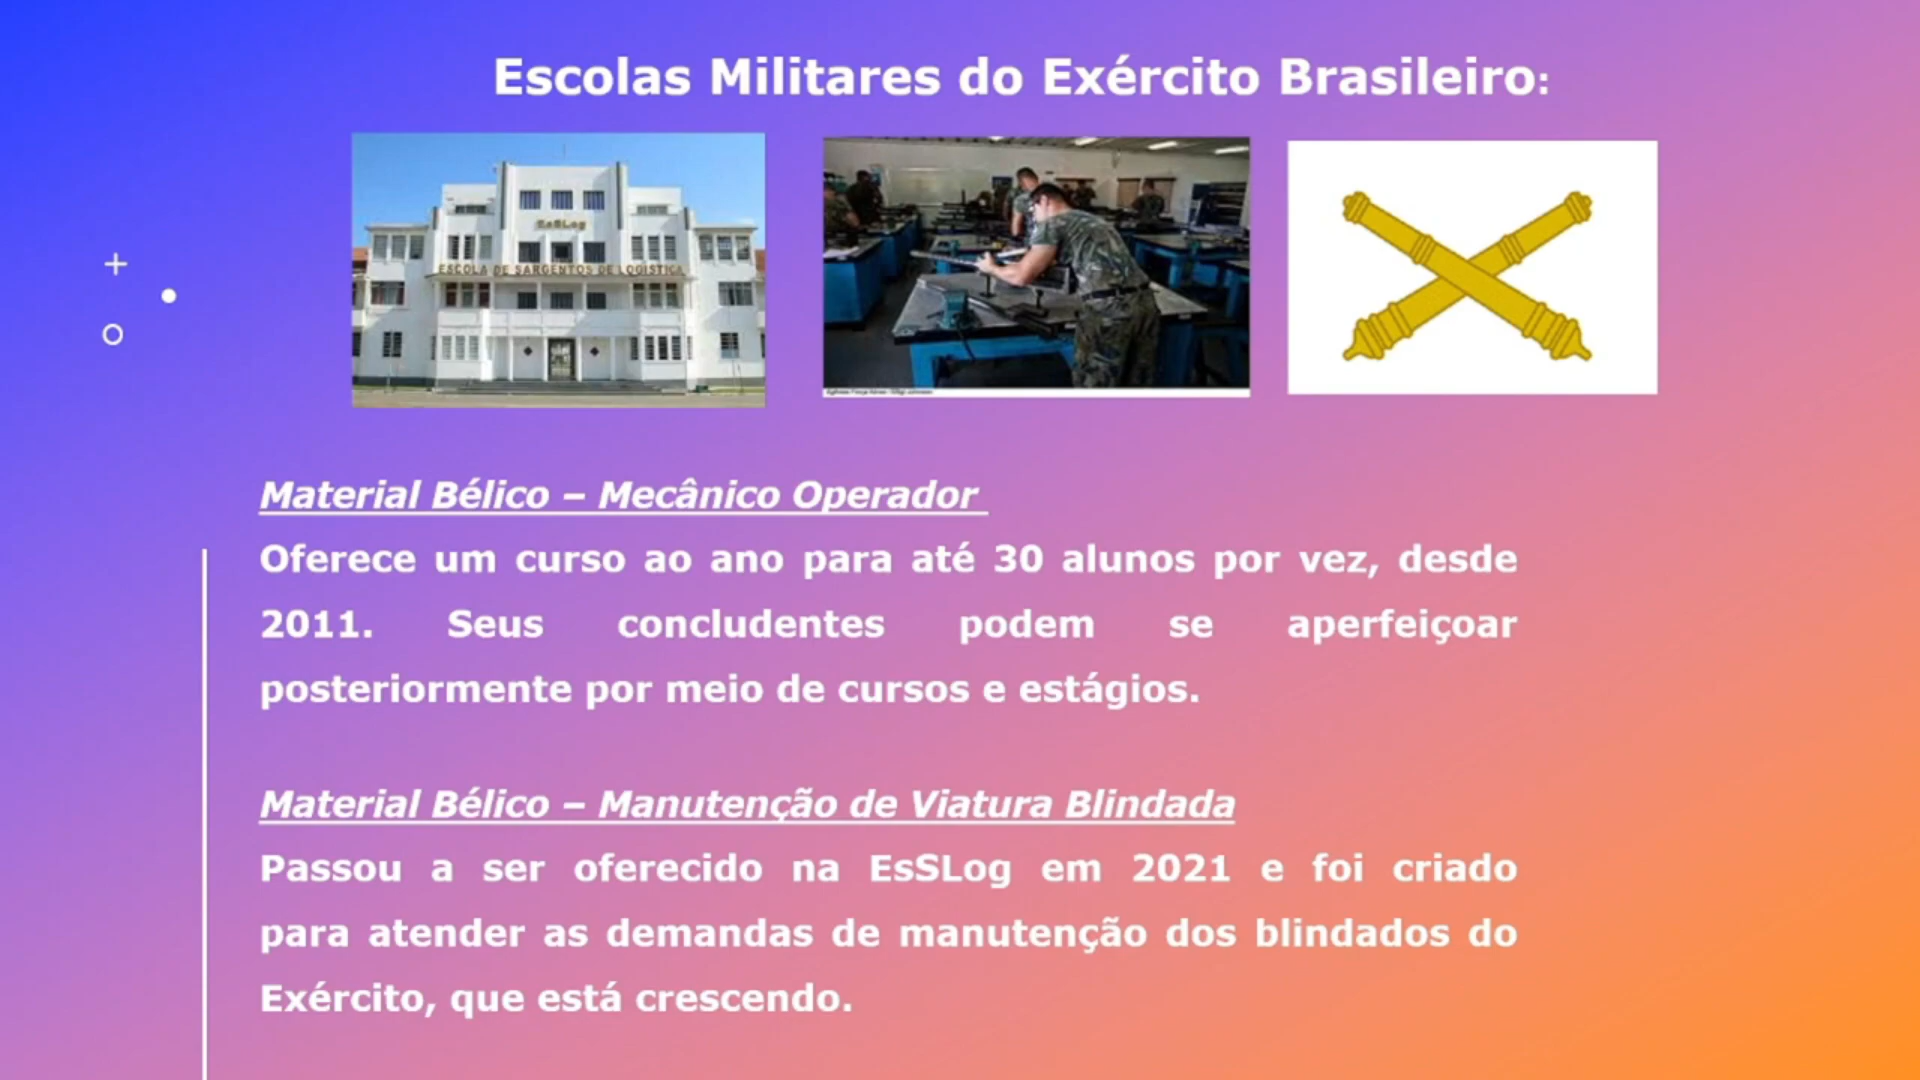 Escolas Militares do Exército Brasileiro:
EsSLog
ESCOLA DE SARGENTOS DE LOGÍSTICA
Material Bélico – Mecânico Operador
Oferece um curso ao ano para até 30 alunos por vez, desde
2011. Seus concludentes podem se aperfeiçoar
posteriormente por meio de cursos e estágios.
Material Bélico – Manutenção de Viatura Blindada
Passou a ser oferecido na EsSLog em 2021 e foi criado
para atender as demandas de manutenção dos blindados do
Exército, que está crescendo.